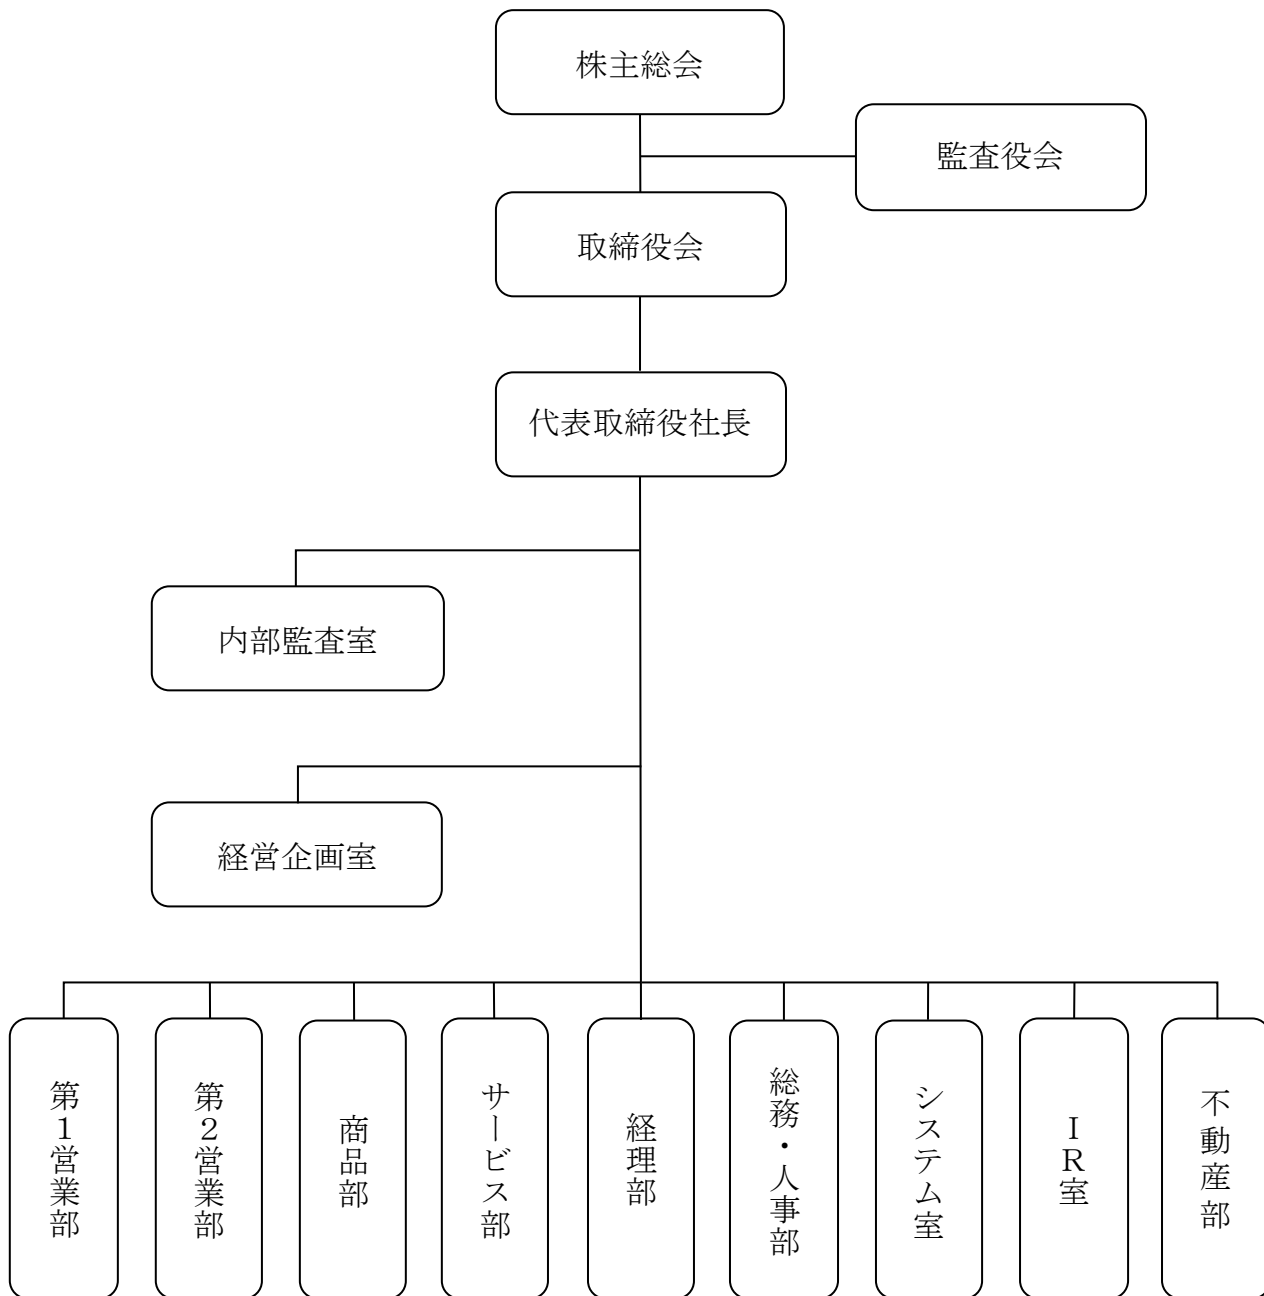 株主総会
監査役会
取締役会
代表取締役社長
内部監査室
経営企画室
第１営業部
第２営業部
商品部
サービス部
経理部
総務・人事部
システム室
ＩＲ室
不動産部